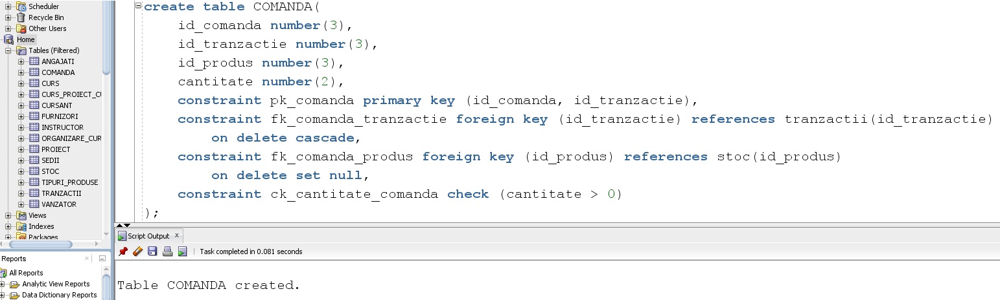 Scheduler
Recycle Bin
Other Users
Home
Tables (Filtered)
ANGAJATI
COMANDA
CURS
CURS_PROIECT_CU
CURSANT
FURNIZORI
INSTRUCTOR
ORGANIZARE_CUR
PROIECT
SEDII
STOC
TIPURI_PRODUSE
TRANZACTII
VANZATOR
Views
Indexes
Packages
Reports
All Reports
Analytic View Reports
Data Dictionary Reports
create table COMANDA(
id_comanda number(3),
id_tranzactie number(3),
id_produs number(3),
cantitate number(2),
constraint pk_comanda primary key (id_comanda, id_tranzactie),
constraint fk_comanda_tranzactie foreign key (id_tranzactie) references tranzactii(id_tranzactie)
on delete cascade,
constraint fk_comanda_produs foreign key (id_produs) references stoc(id_produs)
on delete set null,
constraint ck_cantitate_comanda check (cantitate > 0)
);
Script Output x
Task completed in 0.081 seconds
Table COMANDA created.